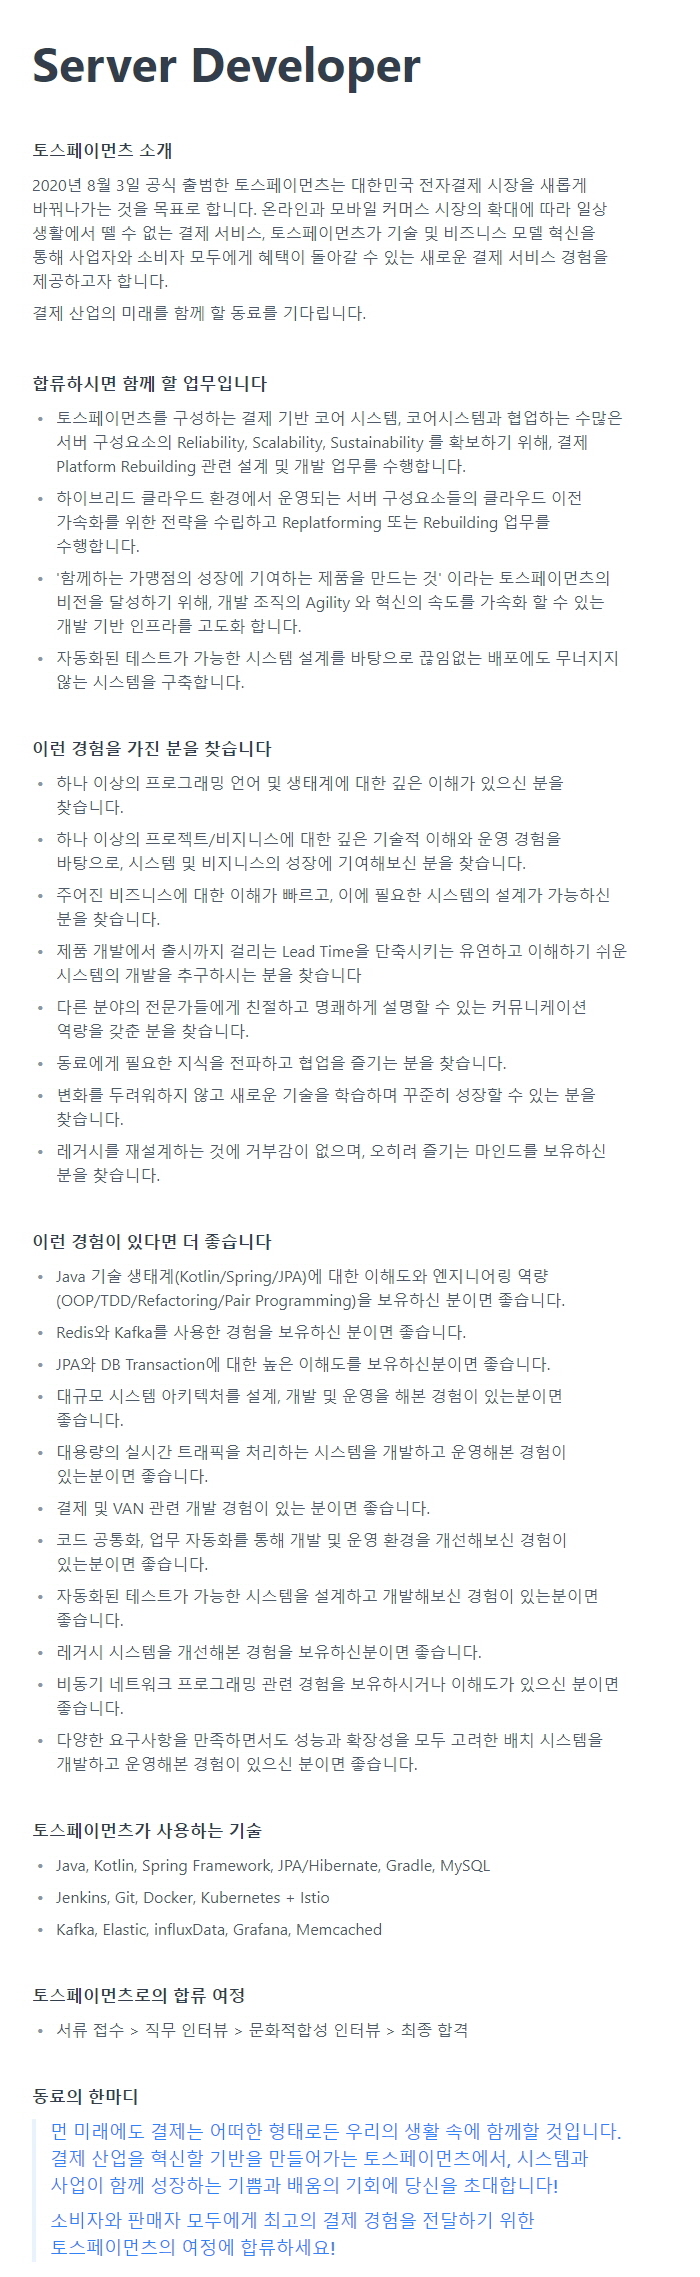 Server Developer
토스페이먼츠 소개
2020년 8월 3일 공식 출범한 토스페이먼츠는 대한민국 전자결제 시장을 새롭게
바꿔나가는 것을 목표로 합니다. 온라인과 모바일 커머스 시장의 확대에 따라 일상
생활에서 뗄 수 없는 결제 서비스, 토스페이먼츠가 기술 및 비즈니스 모델 혁신을
통해 사업자와 소비자 모두에게 혜택이 돌아갈 수 있는 새로운 결제 서비스 경험을
제공하고자 합니다.
결제 산업의 미래를 함께 할 동료를 기다립니다.
합류하시면 함께 할 업무입니다
• 토스페이먼츠를 구성하는 결제 기반 코어 시스템, 코어시스템과 협업하는 수많은
서버 구성요소의 Reliability, Scalability, Sustainability 를 확보하기 위해, 결제
Platform Rebuilding 관련 설계 및 개발 업무를 수행합니다.
• 하이브리드 클라우드 환경에서 운영되는 서버 구성요소들의 클라우드 이전
가속화를 위한 전략을 수립하고 Replatforming 또는 Rebuilding 업무를
수행합니다.
• '함께하는 가맹점의 성장에 기여하는 제품을 만드는 것' 이라는 토스페이먼츠의
비전을 달성하기 위해, 개발 조직의 Agility 와 혁신의 속도를 가속화 할 수 있는
개발 기반 인프라를 고도화 합니다.
• 자동화된 테스트가 가능한 시스템 설계를 바탕으로 끊임없는 배포에도 무너지지
않는 시스템을 구축합니다.
이런 경험을 가진 분을 찾습니다
• 하나 이상의 프로그래밍 언어 및 생태계에 대한 깊은 이해가 있으신 분을
찾습니다.
• 하나 이상의 프로젝트/비지니스에 대한 깊은 기술적 이해와 운영 경험을
바탕으로, 시스템 및 비지니스의 성장에 기여해보신 분을 찾습니다.
• 주어진 비즈니스에 대한 이해가 빠르고, 이에 필요한 시스템의 설계가 가능하신
분을 찾습니다.
• 제품 개발에서 출시까지 걸리는 Lead Time을 단축시키는 유연하고 이해하기 쉬운
시스템의 개발을 추구하시는 분을 찾습니다
• 다른 분야의 전문가들에게 친절하고 명쾌하게 설명할 수 있는 커뮤니케이션
역량을 갖춘 분을 찾습니다.
• 동료에게 필요한 지식을 전파하고 협업을 즐기는 분을 찾습니다.
• 변화를 두려워하지 않고 새로운 기술을 학습하며 꾸준히 성장할 수 있는 분을
찾습니다.
• 레거시를 재설계하는 것에 거부감이 없으며, 오히려 즐기는 마인드를 보유하신
분을 찾습니다.
이런 경험이 있다면 더 좋습니다
• Java 기술 생태계(Kotlin/Spring/JPA)에 대한 이해도와 엔지니어링 역량
(OOP/TDD/Refactoring/Pair Programming)을 보유하신 분이면 좋습니다.
• Redis와 Kafka를 사용한 경험을 보유하신 분이면 좋습니다.
• JPA와 DB Transaction에 대한 높은 이해도를 보유하신분이면 좋습니다.
• 대규모 시스템 아키텍처를 설계, 개발 및 운영을 해본 경험이 있는분이면
좋습니다.
• 대용량의 실시간 트래픽을 처리하는 시스템을 개발하고 운영해본 경험이
있는분이면 좋습니다.
• 결제 및 VAN 관련 개발 경험이 있는 분이면 좋습니다.
• 코드 공통화, 업무 자동화를 통해 개발 및 운영 환경을 개선해보신 경험이
있는분이면 좋습니다.
• 자동화된 테스트가 가능한 시스템을 설계하고 개발해보신 경험이 있는분이면
좋습니다.
• 레거시 시스템을 개선해본 경험을 보유하신분이면 좋습니다.
• 비동기 네트워크 프로그래밍 관련 경험을 보유하시거나 이해도가 있으신 분이면
좋습니다.
• 다양한 요구사항을 만족하면서도 성능과 확장성을 모두 고려한 배치 시스템을
개발하고 운영해본 경험이 있으신 분이면 좋습니다.
토스페이먼츠가 사용하는 기술
• Java, Kotlin, Spring Framework, JPA/Hibernate, Gradle, MySQL
• Jenkins, Git, Docker, Kubernetes + Istio
• Kafka, Elastic, influxData, Grafana, Memcached
토스페이먼츠로의 합류 여정
• 서류 접수 > 직무 인터뷰 > 문화적합성 인터뷰 > 최종 합격
동료의 한마디
먼 미래에도 결제는 어떠한 형태로든 우리의 생활 속에 함께할 것입니다.
결제 산업을 혁신할 기반을 만들어가는 토스페이먼츠에서, 시스템과
사업이 함께 성장하는 기쁨과 배움의 기회에 당신을 초대합니다!
소비자와 판매자 모두에게 최고의 결제 경험을 전달하기 위한
토스페이먼츠의 여정에 합류하세요!